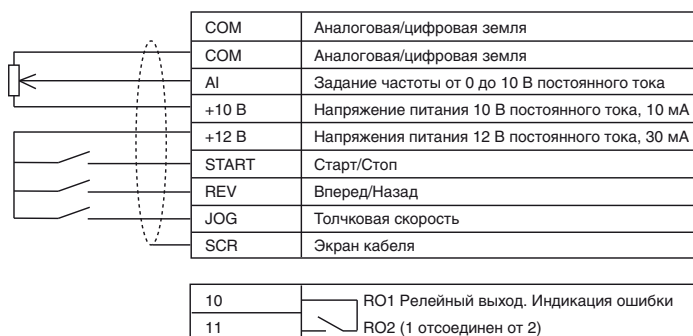 COM Аналоговая/цифровая земля
COM Аналоговая/цифровая земля
AI Задание частоты от 0 до 10 В постоянного тока
+10 В Напряжение питания 10 В постоянного тока, 10 мА
+12 В Напряжения питания 12 В постоянного тока, 30 мА
START Старт/Стоп
REV Вперед/Назад
JOG Толчковая скорость
SCR Экран кабеля
10 RO1 Релейный выход. Индикация ошибки
11 RO2 (1 отсоединен от 2)